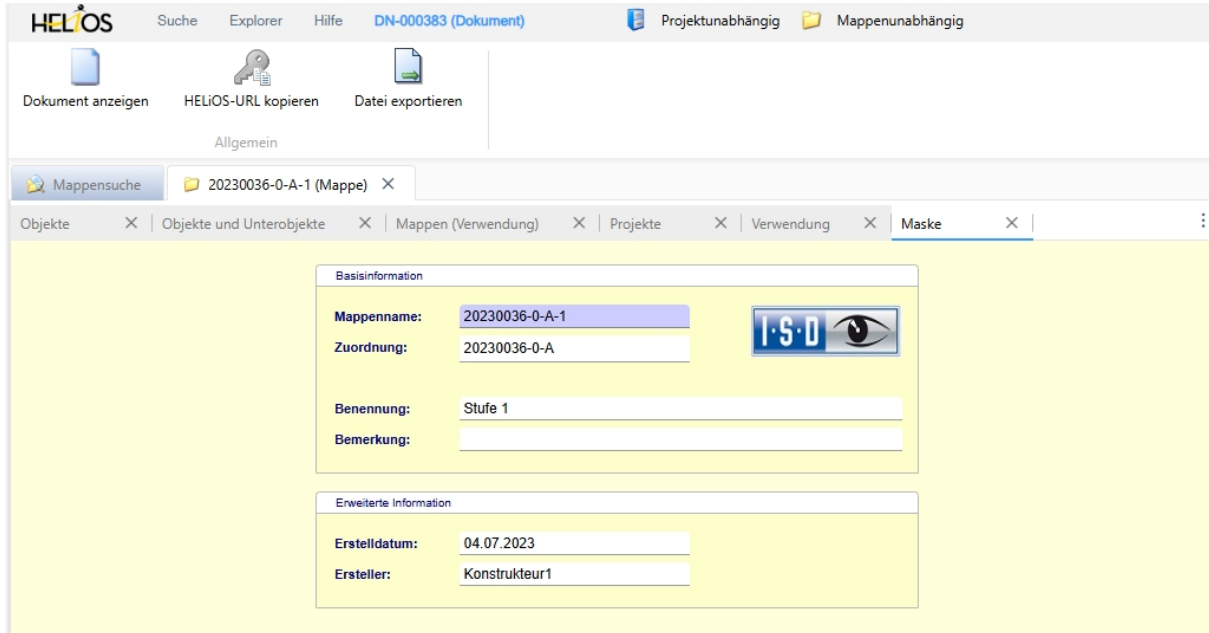 HELiOS Suche Explorer Hilfe DN-000383 (Dokument) Projektunabhängig Mappenunabhängig
Dokument anzeigen HELiOS-URL kopieren Datei exportieren
Allgemein
Mappensuche 20230036-0-A-1 (Mappe)
Objekte Objekte und Unterobjekte Mappen (Verwendung) Projekte Verwendung Maske
Basisinformation
Mappenname: 20230036-0-A-1
I·S·D
Zuordnung: 20230036-0-A
Benennung: Stufe 1
Bemerkung:
Erweiterte Information
Erstelldatum: 04.07.2023
Ersteller: Konstrukteur1